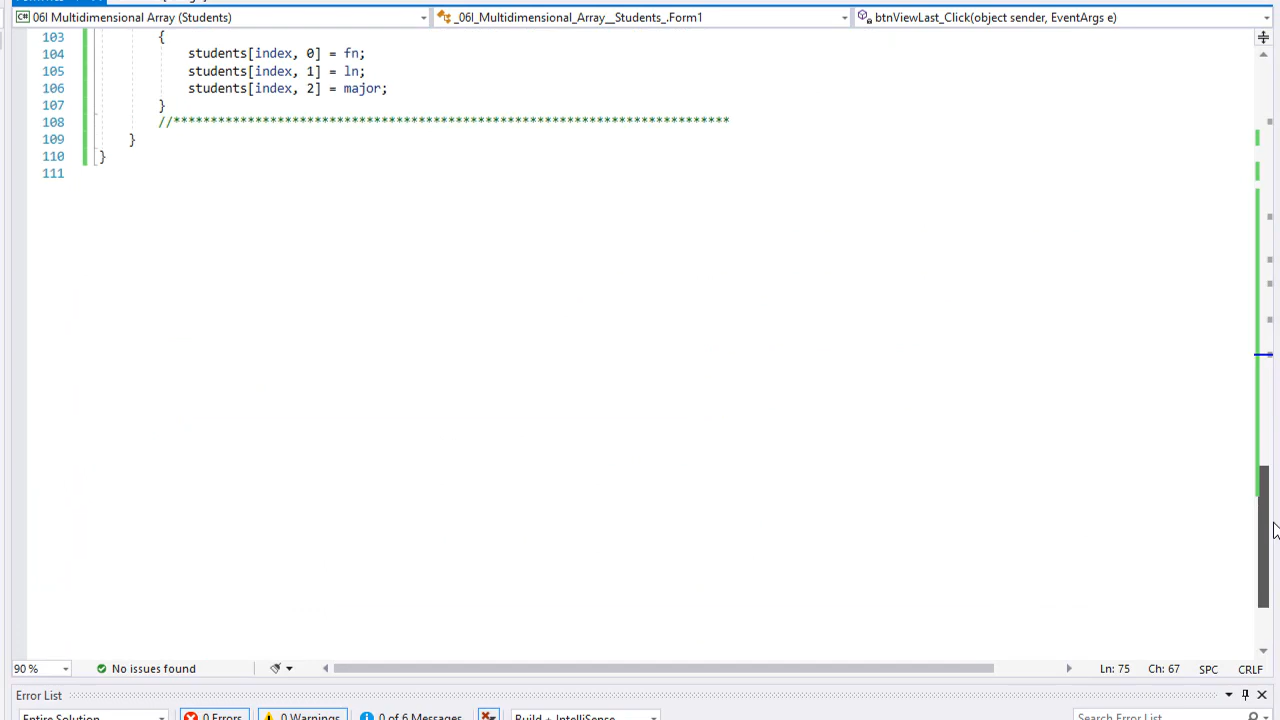 06I Multidimensional Array (Students) _06I_Multidimensional_Array__Students_.Form1 btnViewLast_Click(object sender, EventArgs e)
103 {
104 students[index, 0] = fn;
105 students[index, 1] = ln;
106 students[index, 2] = major;
107 }
108 //***************************************************************************
109 }
110 }
111
90 % No issues found Ln: 75 Ch: 67 SPC CRLF
Error List
Entire Solution 0 Errors 0 Warnings 0 of 6 Messages Build + IntelliSense Search Error List